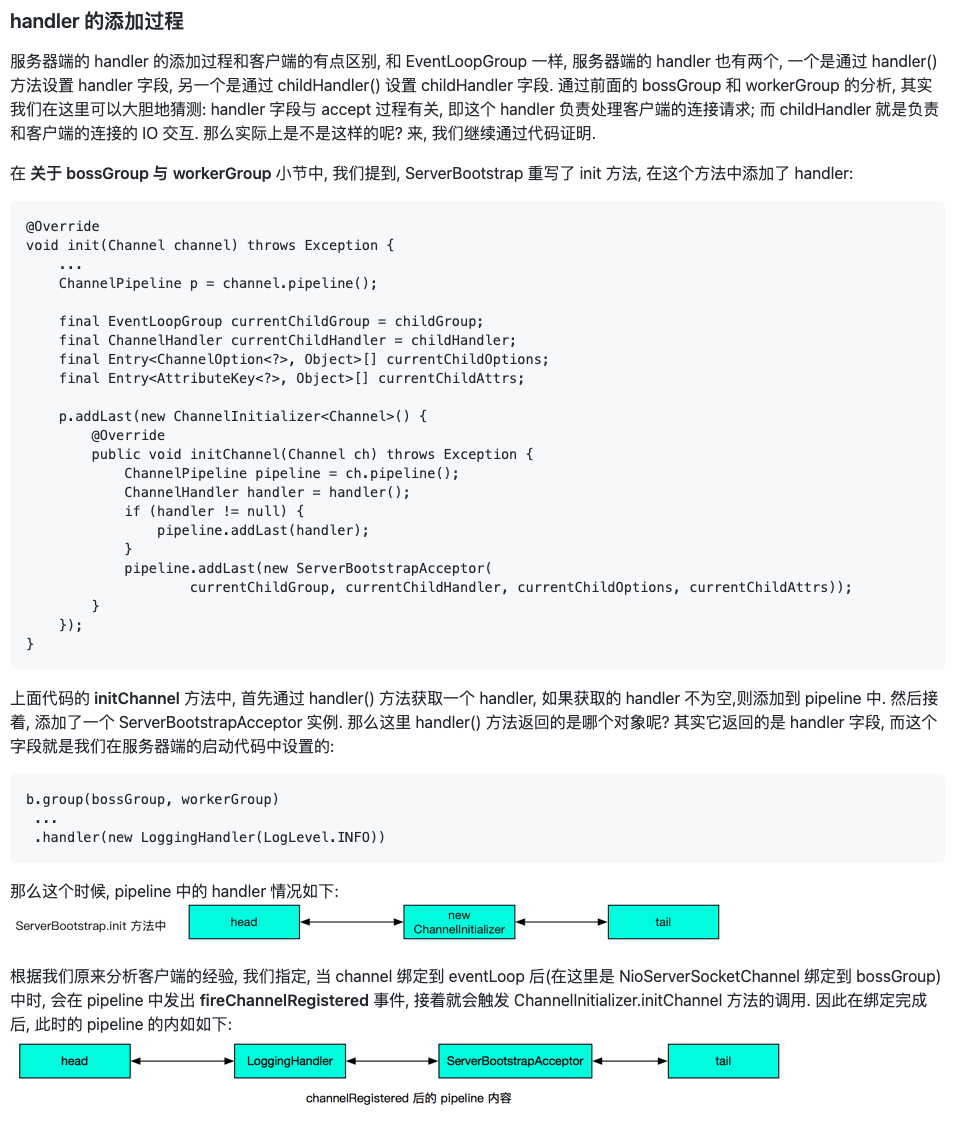 handler 的添加过程
服务器端的 handler 的添加过程和客户端的有点区别, 和 EventLoopGroup 一样, 服务器端的 handler 也有两个, 一个是通过 handler()
方法设置 handler 字段, 另一个是通过 childHandler() 设置 childHandler 字段. 通过前面的 bossGroup 和 workerGroup 的分析, 其实
我们在这里可以大胆地猜测: handler 字段与 accept 过程有关, 即这个 handler 负责处理客户端的连接请求; 而 childHandler 就是负责
和客户端的连接的 IO 交互. 那么实际上是不是这样的呢? 来, 我们继续通过代码证明.
在 关于 bossGroup 与 workerGroup 小节中, 我们提到, ServerBootstrap 重写了 init 方法, 在这个方法中添加了 handler:
@Override
void init(Channel channel) throws Exception {
    ...
    ChannelPipeline p = channel.pipeline();
    final EventLoopGroup currentChildGroup = childGroup;
    final ChannelHandler currentChildHandler = childHandler;
    final Entry<ChannelOption<?>, Object>[] currentChildOptions;
    final Entry<AttributeKey<?>, Object>[] currentChildAttrs;
    p.addLast(new ChannelInitializer<Channel>() {
        @Override
        public void initChannel(Channel ch) throws Exception {
            ChannelPipeline pipeline = ch.pipeline();
            ChannelHandler handler = handler();
            if (handler != null) {
                pipeline.addLast(handler);
            }
            pipeline.addLast(new ServerBootstrapAcceptor(
                    currentChildGroup, currentChildHandler, currentChildOptions, currentChildAttrs));
        }
    });
}
上面代码的 initChannel 方法中, 首先通过 handler() 方法获取一个 handler, 如果获取的 handler 不为空,则添加到 pipeline 中. 然后接
着, 添加了一个 ServerBootstrapAcceptor 实例. 那么这里 handler() 方法返回的是哪个对象呢? 其实它返回的是 handler 字段, 而这个
字段就是我们在服务器端的启动代码中设置的:
b.group(bossGroup, workerGroup)
 ...
 .handler(new LoggingHandler(LogLevel.INFO))
那么这个时候, pipeline 中的 handler 情况如下:
ServerBootstrap.init 方法中
head
new
ChannelInitializer
tail
根据我们原来分析客户端的经验, 我们指定, 当 channel 绑定到 eventLoop 后(在这里是 NioServerSocketChannel 绑定到 bossGroup)
中时, 会在 pipeline 中发出 fireChannelRegistered 事件, 接着就会触发 ChannelInitializer.initChannel 方法的调用. 因此在绑定完成
后, 此时的 pipeline 的内如如下:
head
LoggingHandler
ServerBootstrapAcceptor
tail
channelRegistered 后的 pipeline 内容